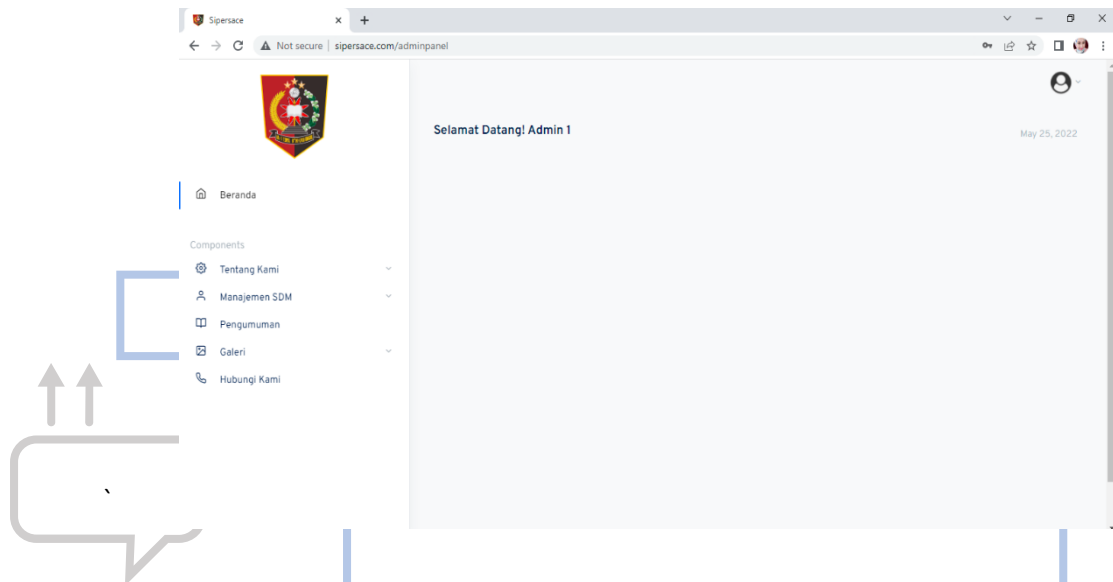 Sipersace
Not secure | sipersace.com/adminpanel
Selamat Datang! Admin 1
May 25, 2022
Beranda
Components
Tentang Kami
Manajemen SDM
Pengumuman
Galeri
Hubungi Kami
`